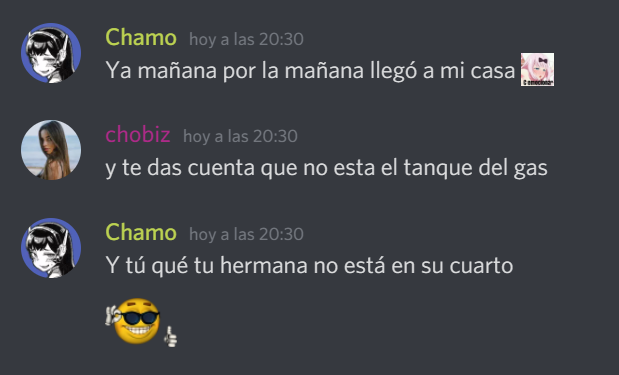 Chamo hoy a las 20:30
Ya mañana por la mañana llegó a mi casa
chobiz hoy a las 20:30
y te das cuenta que no esta el tanque del gas
Chamo hoy a las 20:30
Y tú qué tu hermana no está en su cuarto